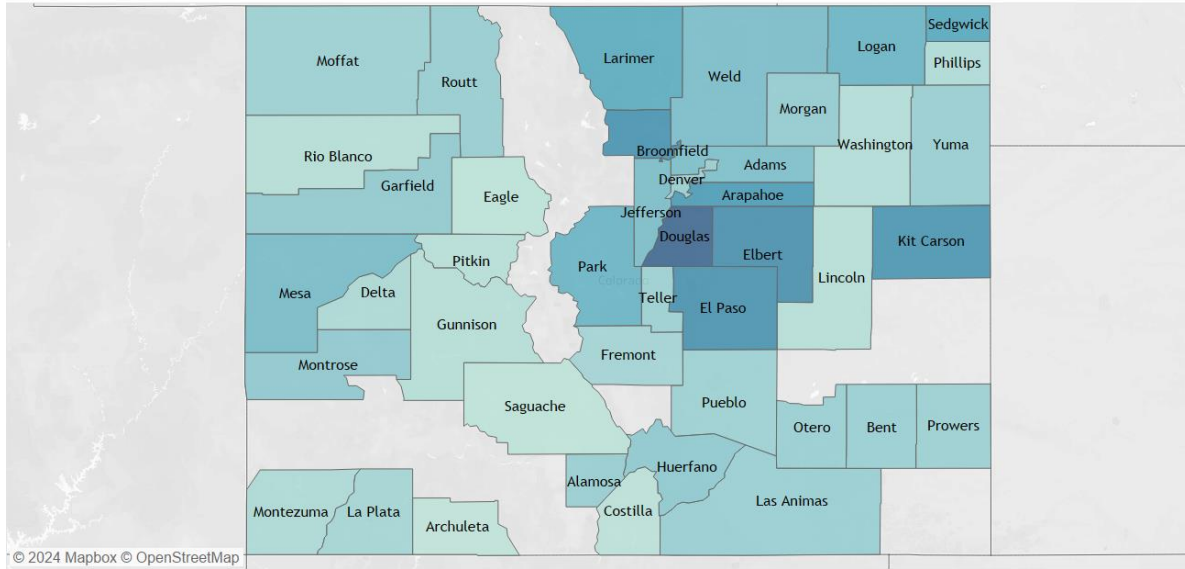 Sedgwick
Logan
Larimer
Moffat
Phillips
Weld
Routt
Morgan
Washington
Yuma
Broomfield
Rio Blanco
Adams
Denver
Garfield
Arapahoe
Eagle
Jefferson
Douglas
Kit Carson
Elbert
Pitkin
Park
Lincoln
Colorado
Mesa
Delta
Teller
El Paso
Gunnison
Fremont
Montrose
Pueblo
Saguache
Otero
Bent
Prowers
Huerfano
Alamosa
Las Animas
Costilla
Montezuma
La Plata
Archuleta
© 2024 Mapbox © OpenStreetMap